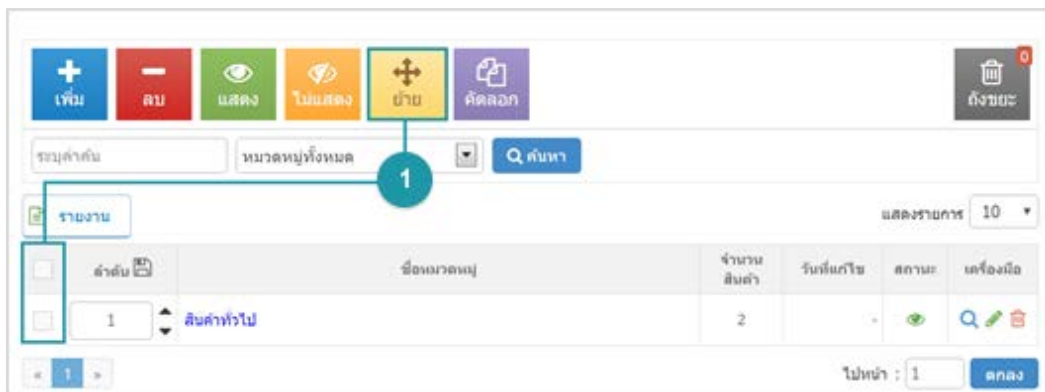 เพิ่ม ลบ แสดง ไม่แสดง ย้าย คัดลอก 0 ถังขยะ
ระบุคำค้น หมวดหมู่ทั้งหมด ค้นหา
1
รายงาน แสดงรายการ 10
ลำดับ ชื่อหมวดหมู่ จำนวน สินค้า วันที่แก้ไข สถานะ เครื่องมือ
1 สินค้าทั่วไป 2 -
« 1 » ไปหน้า : 1 ตกลง